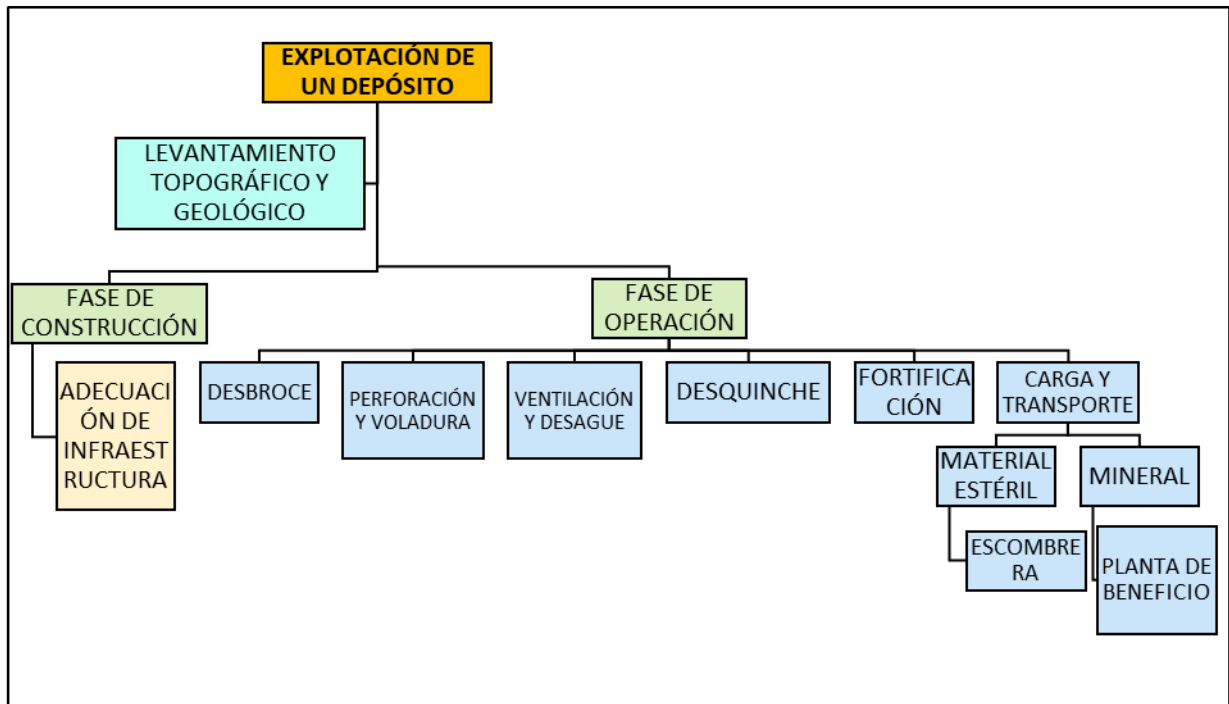 EXPLOTACIÓN DE
UN DEPÓSITO
LEVANTAMIENTO
TOPOGRÁFICO Y
GEOLÓGICO
FASE DE
CONSTRUCCIÓN
FASE DE
OPERACIÓN
ADECUACI
ÓN DE
INFRAEST
RUCTURA
DESBROCE
PERFORACIÓN
Y VOLADURA
VENTILACIÓN
Y DESAGUE
DESQUINCHE
FORTIFICA
CIÓN
CARGA Y
TRANSPORTE
MATERIAL
ESTÉRIL
MINERAL
ESCOMBRE
RA
PLANTA DE
BENEFICIO